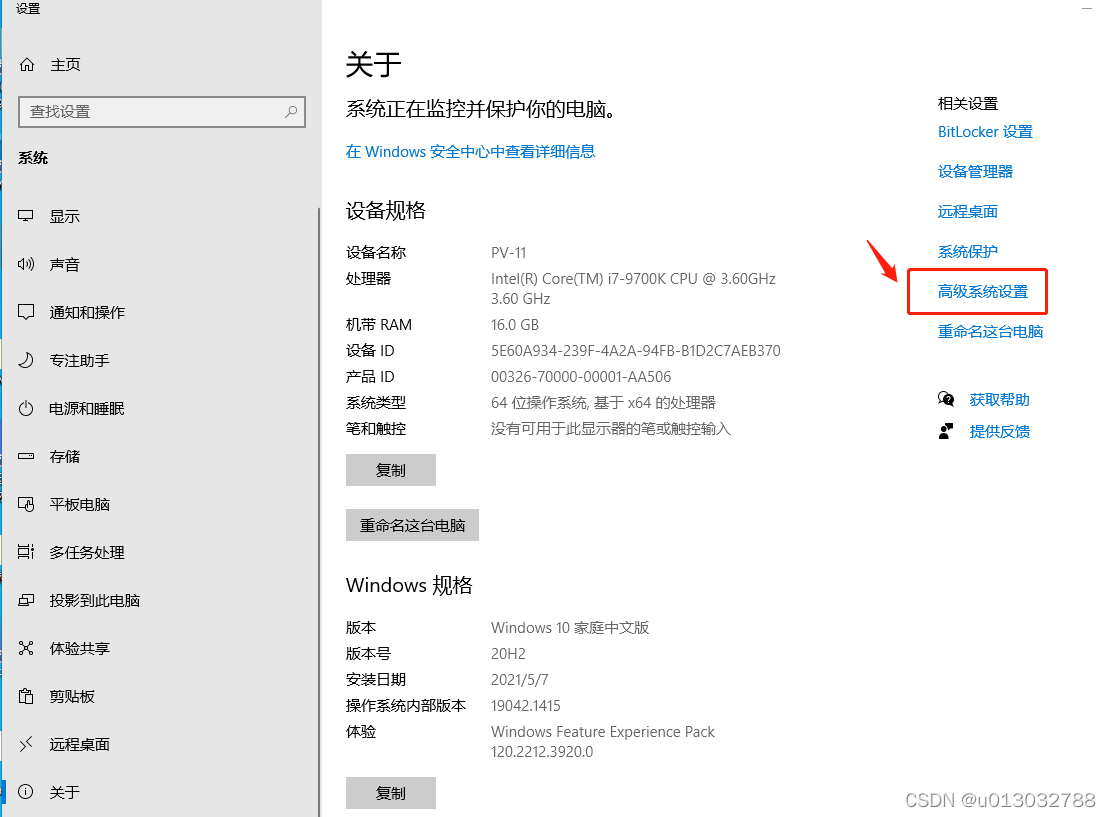 设置
主页
查找设置
系统
显示
声音
通知和操作
专注助手
电源和睡眠
存储
平板电脑
多任务处理
投影到此电脑
体验共享
剪贴板
远程桌面
关于
关于
系统正在监控并保护你的电脑。
在 Windows 安全中心中查看详细信息
设备规格
设备名称 PV-11
处理器 Intel(R) Core(TM) i7-9700K CPU @ 3.60GHz
3.60 GHz
机带 RAM 16.0 GB
设备 ID 5E60A934-239F-4A2A-94FB-B1D2C7AEB370
产品 ID 00326-70000-00001-AA506
系统类型 64 位操作系统, 基于 x64 的处理器
笔和触控 没有可用于此显示器的笔或触控输入
复制
重命名这台电脑
Windows 规格
版本 Windows 10 家庭中文版
版本号 20H2
安装日期 2021/5/7
操作系统内部版本 19042.1415
体验 Windows Feature Experience Pack
120.2212.3920.0
复制
相关设置
BitLocker 设置
设备管理器
远程桌面
系统保护
高级系统设置
重命名这台电脑
获取帮助
提供反馈
CSDN @u013032788